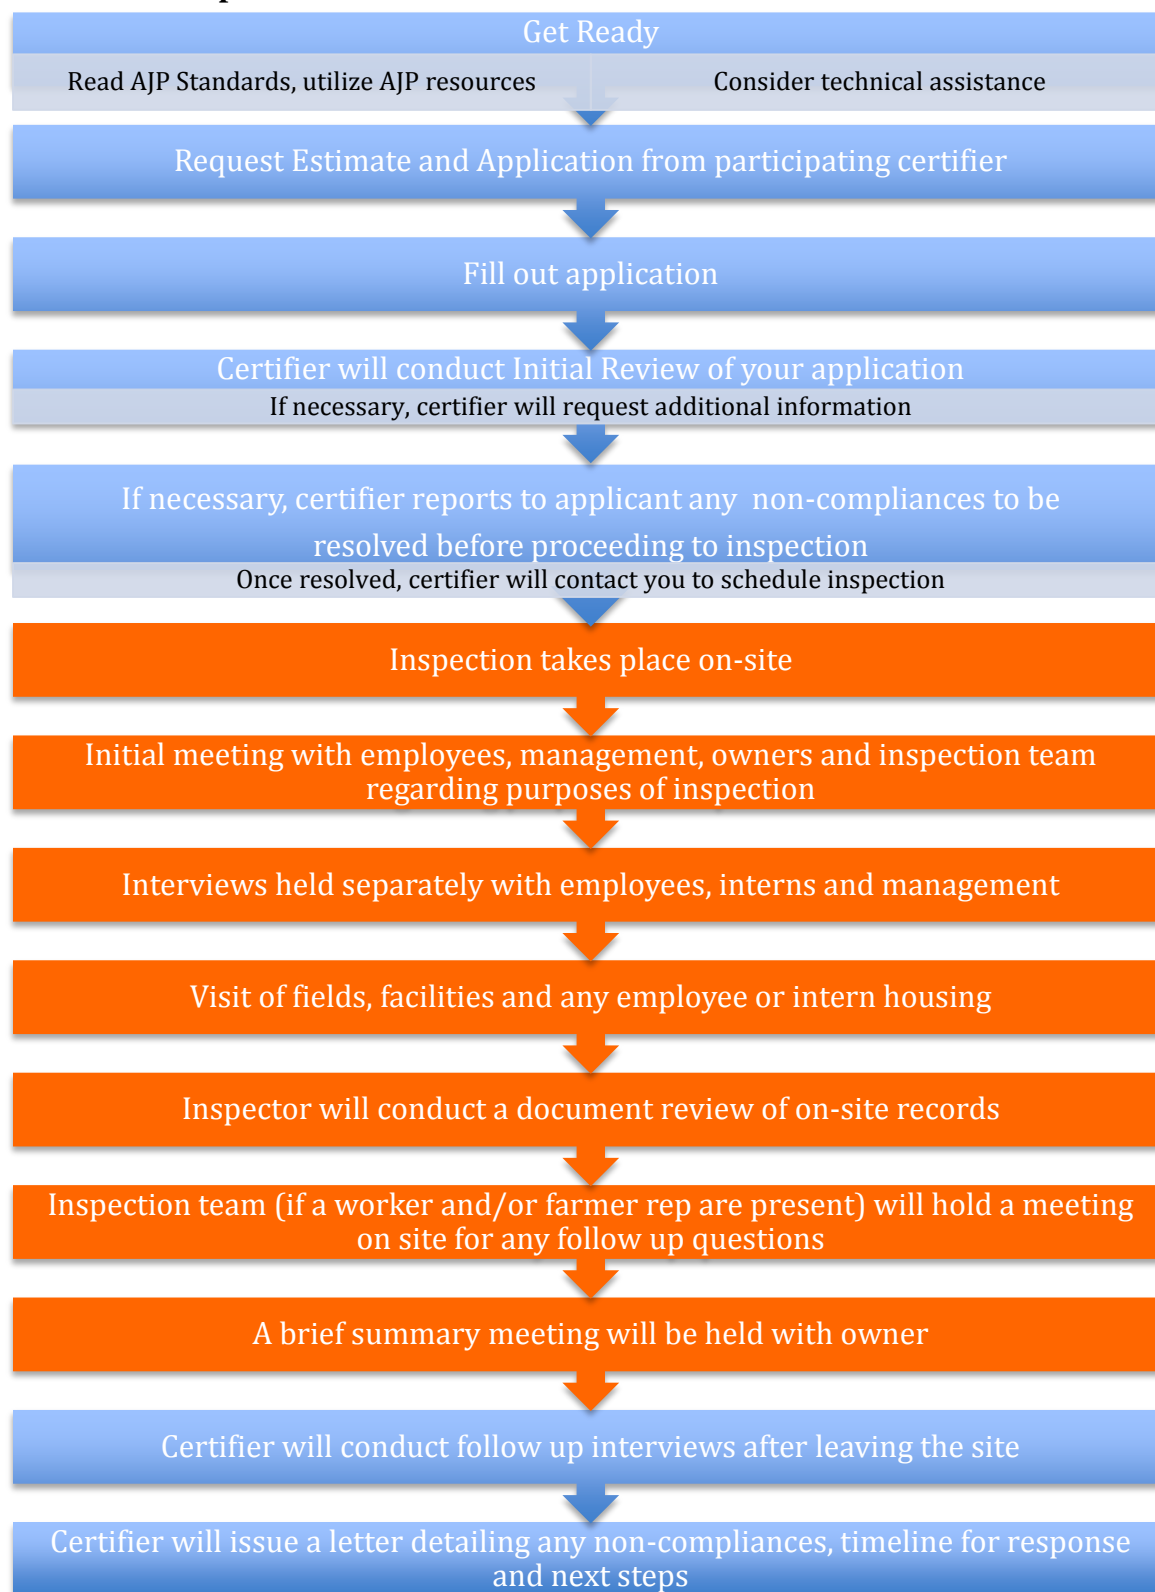 Get Ready
Read AJP Standards, utilize AJP resources
Consider technical assistance
Request Estimate and Application from participating certifier
Fill out application
Certifier will conduct Initial Review of your application
If necessary, certifier will request additional information
If necessary, certifier reports to applicant any non-compliances to be
resolved before proceeding to inspection
Once resolved, certifier will contact you to schedule inspection
Inspection takes place on-site
Initial meeting with employees, management, owners and inspection team
regarding purposes of inspection
Interviews held separately with employees, interns and management
Visit of fields, facilities and any employee or intern housing
Inspector will conduct a document review of on-site records
Inspection team (if a worker and/or farmer rep are present) will hold a meeting
on site for any follow up questions
A brief summary meeting will be held with owner
Certifier will conduct follow up interviews after leaving the site
Certifier will issue a letter detailing any non-compliances, timeline for response
and next steps